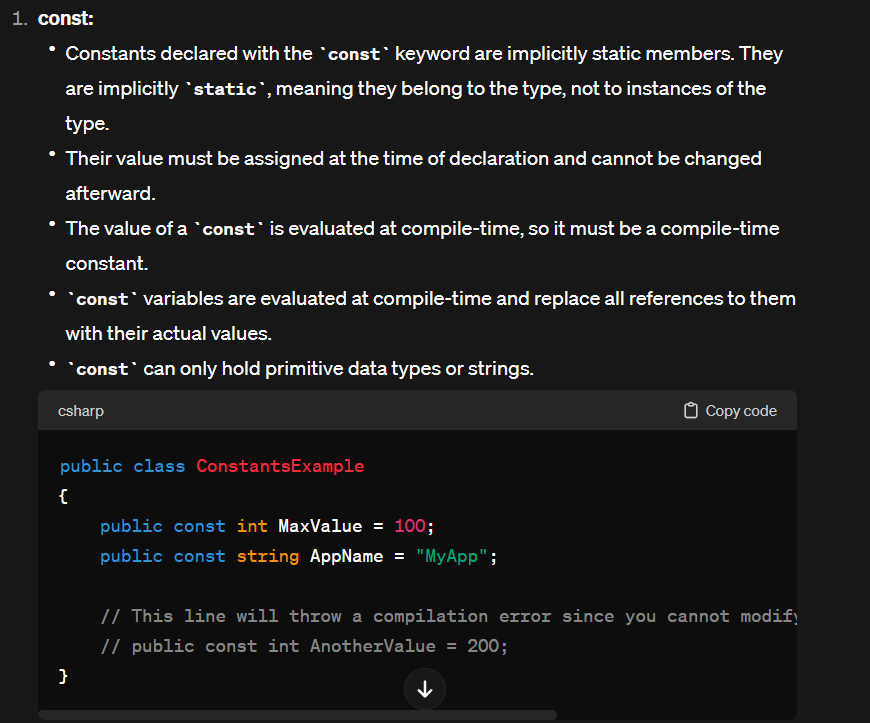 1. const:
• Constants declared with the `const` keyword are implicitly static members. They
are implicitly `static`, meaning they belong to the type, not to instances of the
type.
• Their value must be assigned at the time of declaration and cannot be changed
afterward.
• The value of a `const` is evaluated at compile-time, so it must be a compile-time
constant.
• `const` variables are evaluated at compile-time and replace all references to them
with their actual values.
• `const` can only hold primitive data types or strings.
csharp Copy code
public class ConstantsExample
{
    public const int MaxValue = 100;
    public const string AppName = "MyApp";
    // This line will throw a compilation error since you cannot modify
    // public const int AnotherValue = 200;
}